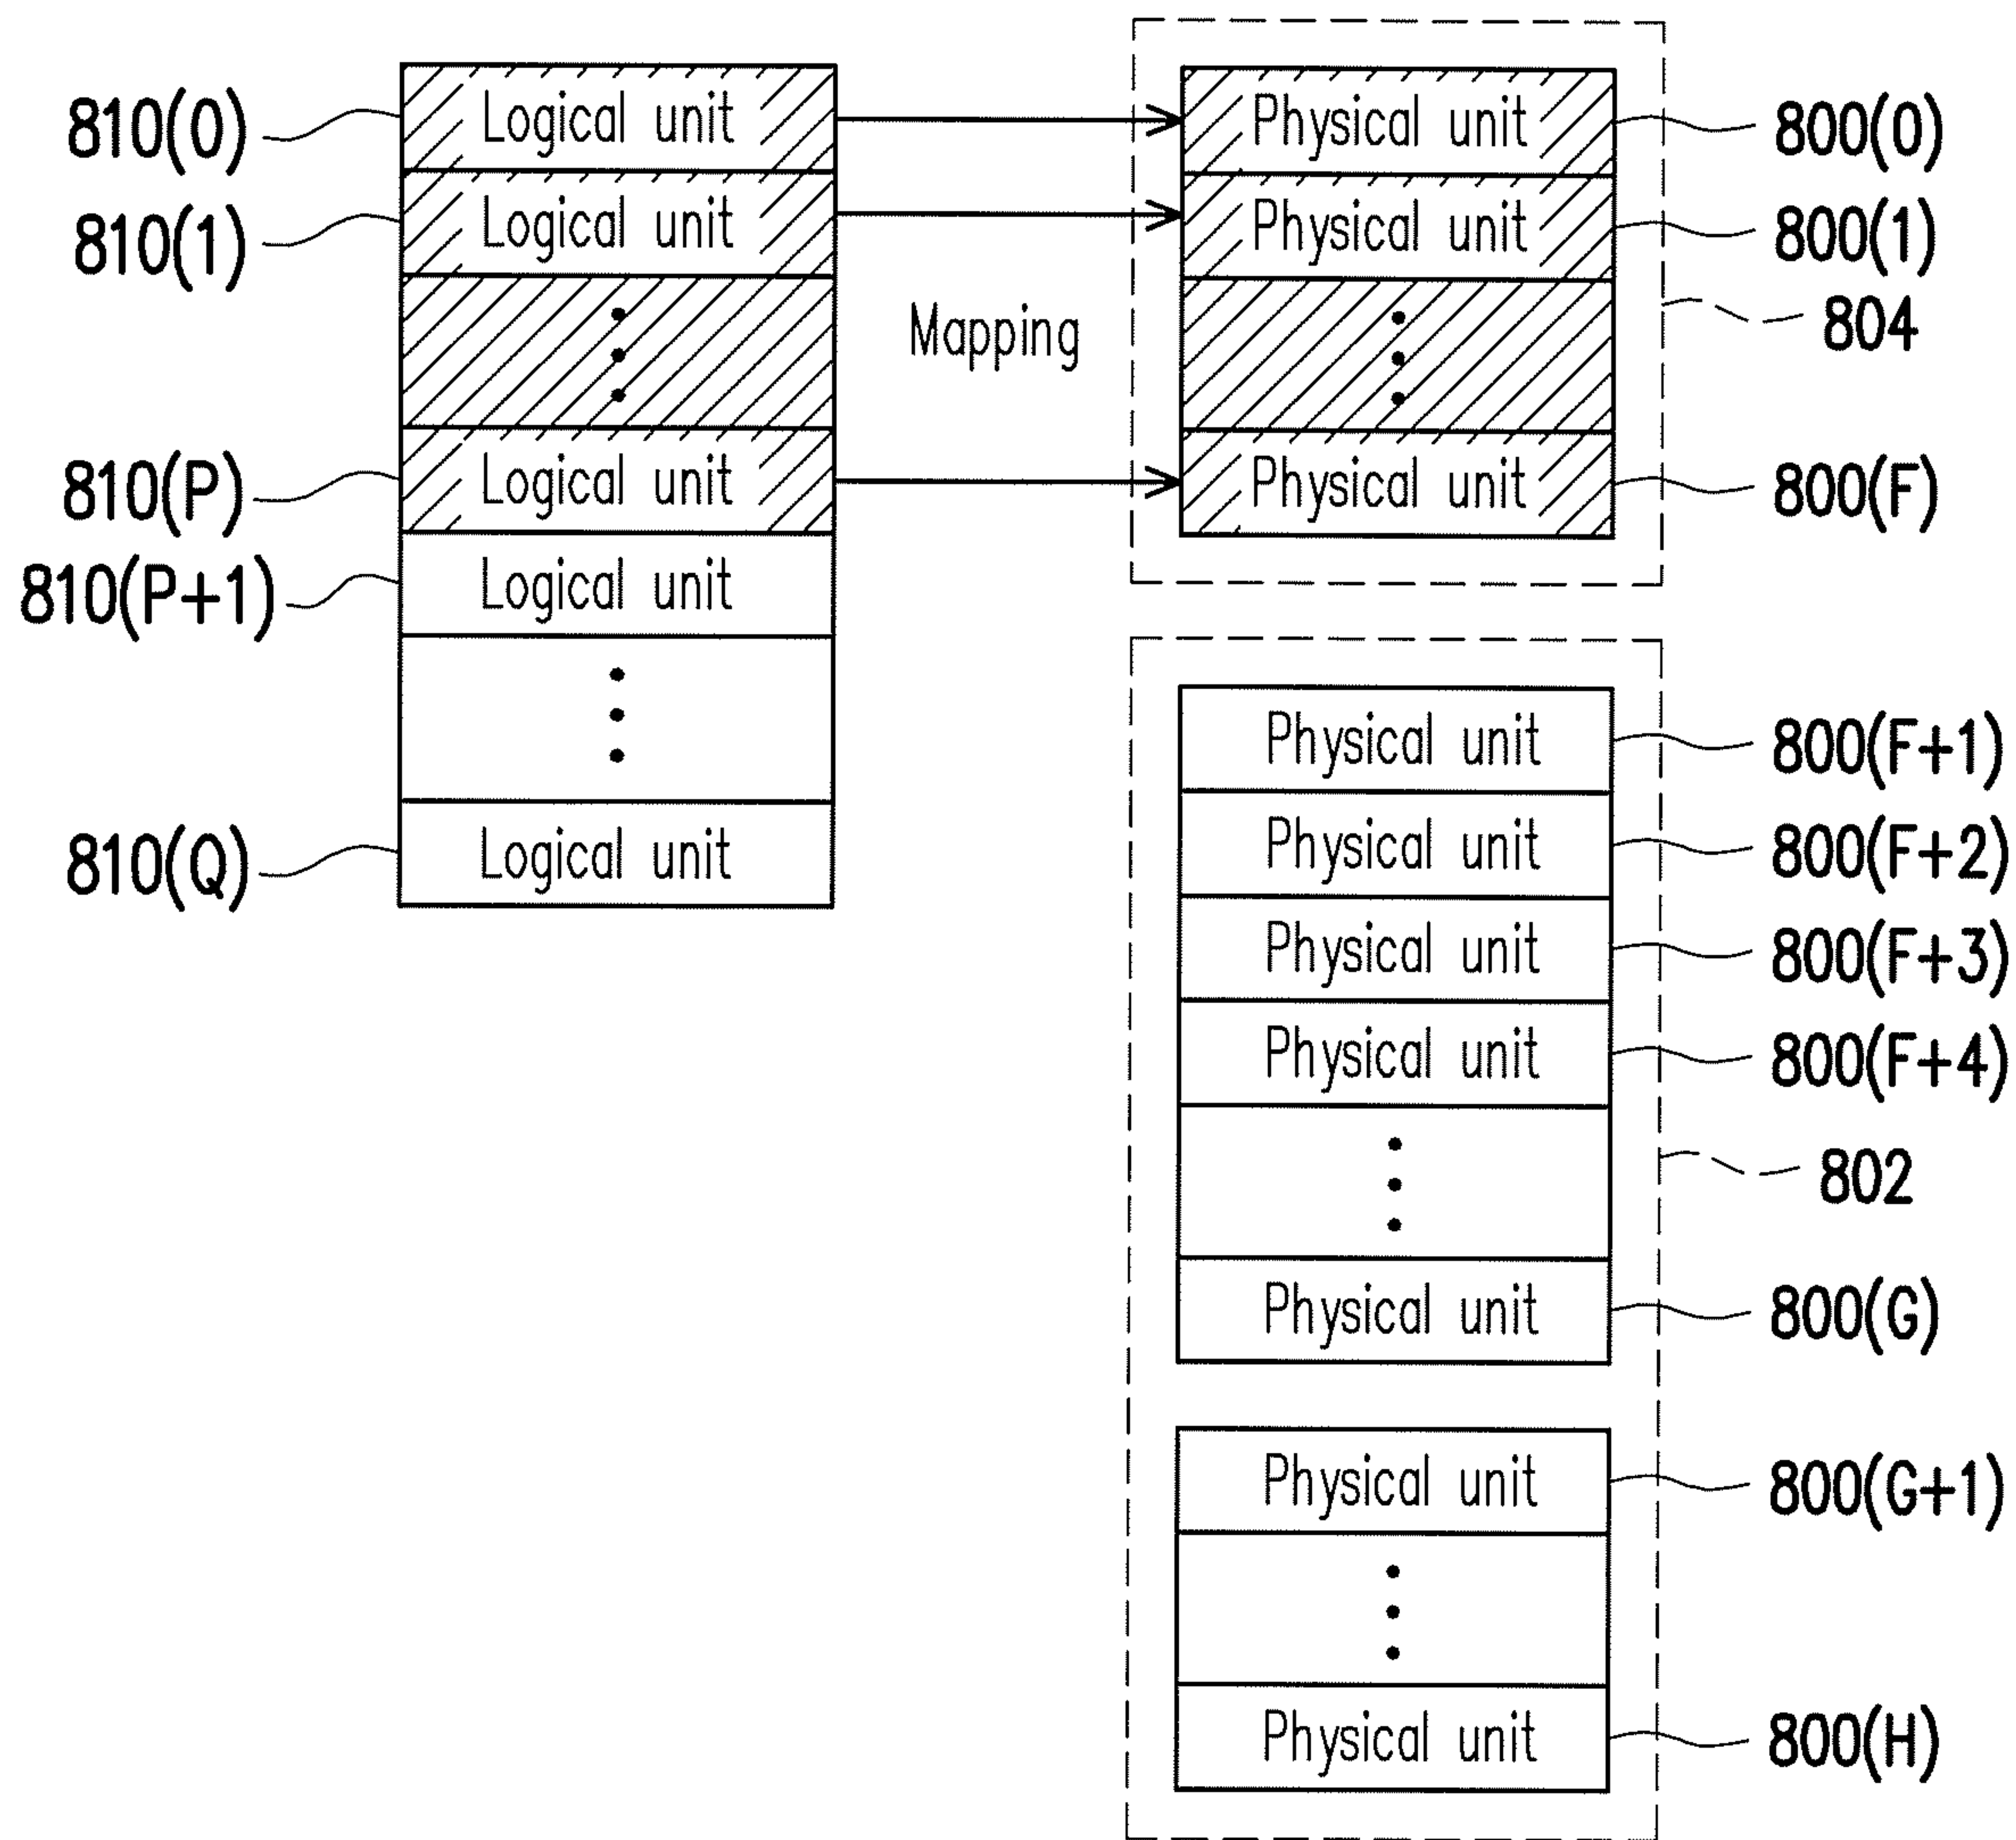 810(0) Logical unit Physical unit 800(0)
810(1) Logical unit Physical unit 800(1)
Mapping 804
810(P) Logical unit Physical unit 800(F)
810(P+1) Logical unit
Physical unit 800(F+1)
810(Q) Logical unit Physical unit 800(F+2)
Physical unit 800(F+3)
Physical unit 800(F+4)
802
Physical unit 800(G)
Physical unit 800(G+1)
Physical unit 800(H)